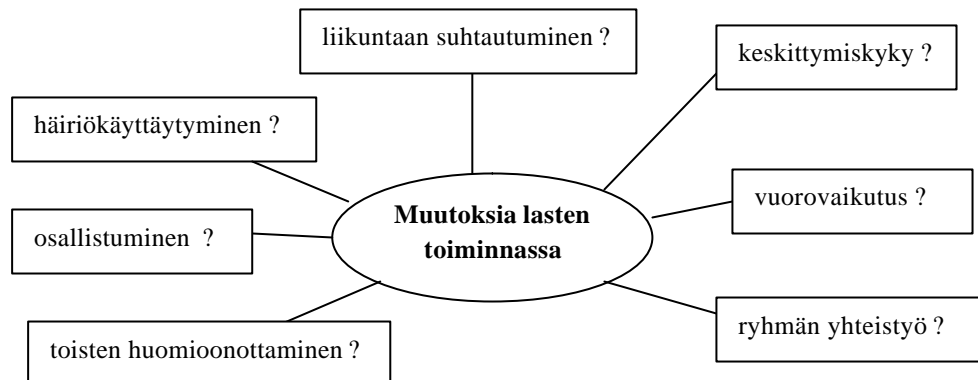 liikuntaan suhtautuminen ?
keskittymiskyky ?
häiriökäyttäytyminen ?
Muutoksia lasten
toiminnassa
vuorovaikutus ?
osallistuminen ?
ryhmän yhteistyö ?
toisten huomioonottaminen ?